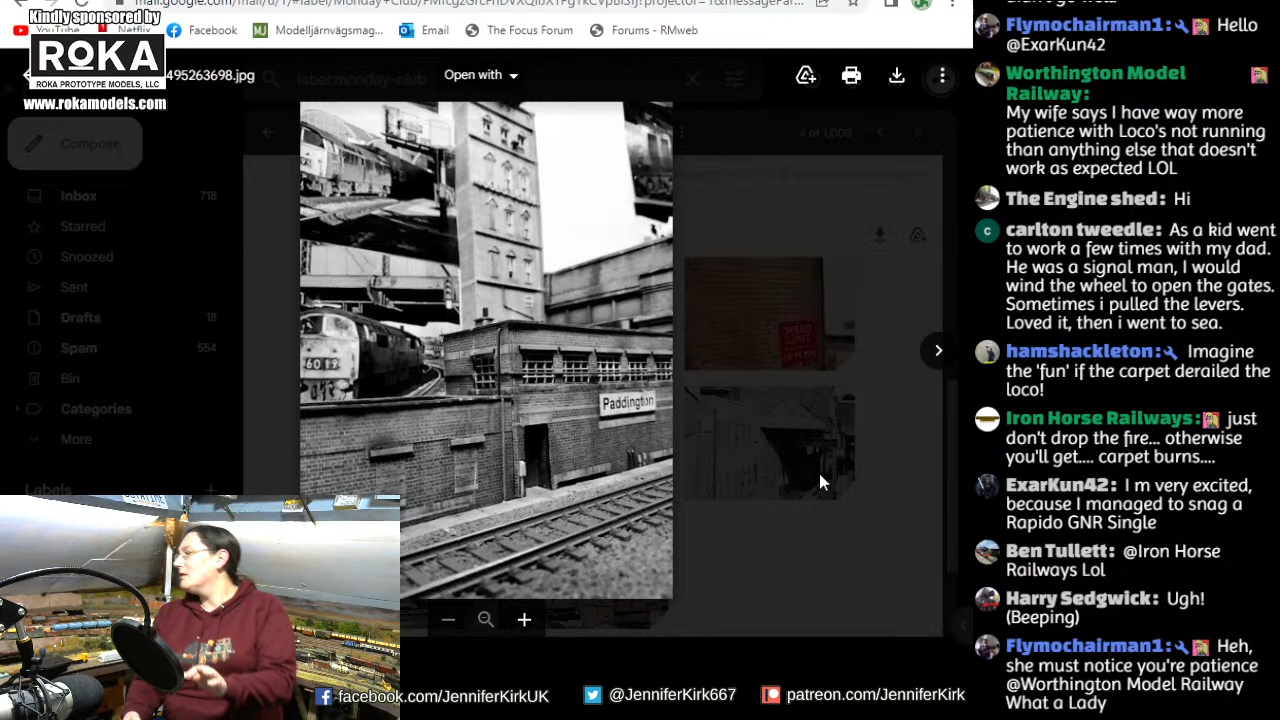 Kindly sponsored by
ROKA
ROKA PROTOTYPE MODELS, LLC
www.rokamodels.com
YouTube
Netflix
Facebook
Modelljärnvägsmag...
Email
The Focus Forum
Forums - RMweb
495263698.jpg
Open with
label:monday-club
Compose
Inbox 718
Starred
Snoozed
Sent
Drafts 18
Spam 554
Bin
Categories
More
Labels
6019
Paddington
SPEED
LIMIT
facebook.com/JenniferKirkUK
@JenniferKirk667
patreon.com/JenniferKirk
Flymochairman1: Hello
@ExarKun42
Worthington Model
Railway:
My wife says I have way more
patience with Loco's not running
than anything else that doesn't
work as expected LOL
The Engine shed: Hi
C carlton tweedle: As a kid went
to work a few times with my dad.
He was a signal man, I would
wind the wheel to open the gates.
Sometimes i pulled the levers.
Loved it, then i went to sea.
hamshackleton: Imagine
the 'fun' if the carpet derailed the
loco!
Iron Horse Railways: just
don't drop the fire... otherwise
you'll get.... carpet burns....
ExarKun42: I m very excited,
because I managed to snag a
Rapido GNR Single
Ben Tullett: @Iron Horse
Railways Lol
Harry Sedgwick: Ugh!
(Beeping)
Flymochairman1: Heh,
she must notice you're patience
@Worthington Model Railway
What a Lady